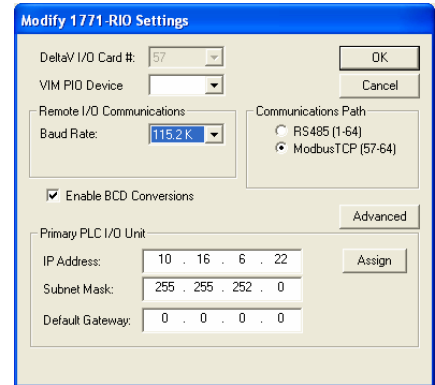 Modify 1771-RIO Settings
DeltaV I/O Card #: 57
OK
VIM PIO Device
Cancel
Remote I/O Communications
Baud Rate: 115.2 K
Communications Path
RS485 (1-64)
ModbusTCP (57-64)
Enable BCD Conversions
Advanced
Primary PLC I/O Unit
IP Address: 10 . 16 . 6 . 22
Assign
Subnet Mask: 255 . 255 . 252 . 0
Default Gateway: 0 . 0 . 0 . 0